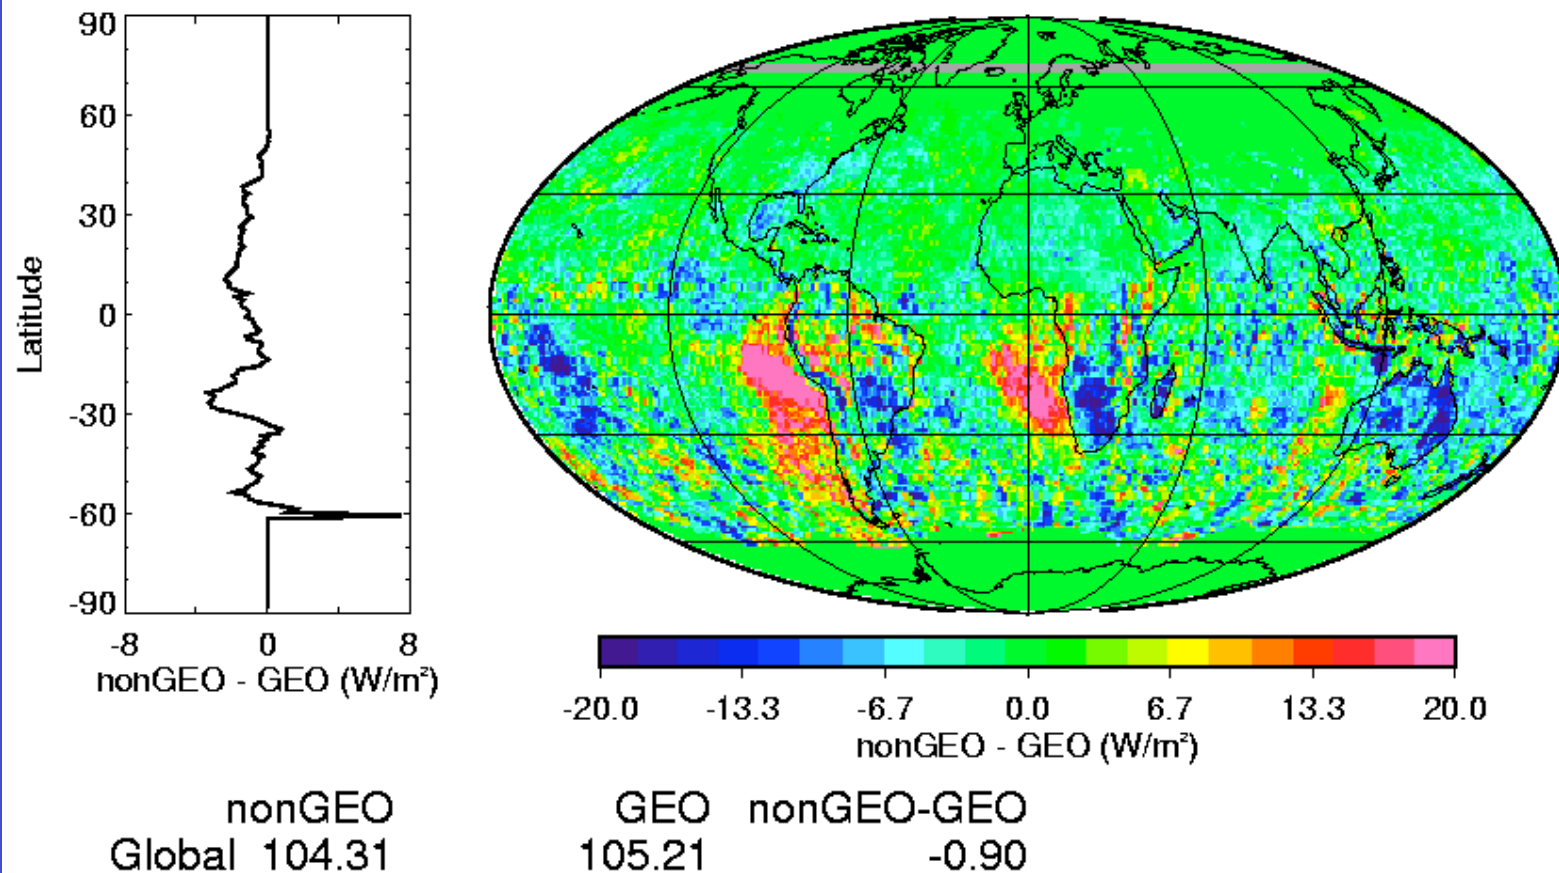 90
60
30
0
-30
-60
-90
Latitude
-8 0 8
nonGEO - GEO (W/m²)
-20.0 -13.3 -6.7 0.0 6.7 13.3 20.0
nonGEO - GEO (W/m²)
nonGEO GEO nonGEO-GEO
Global 104.31 105.21 -0.90